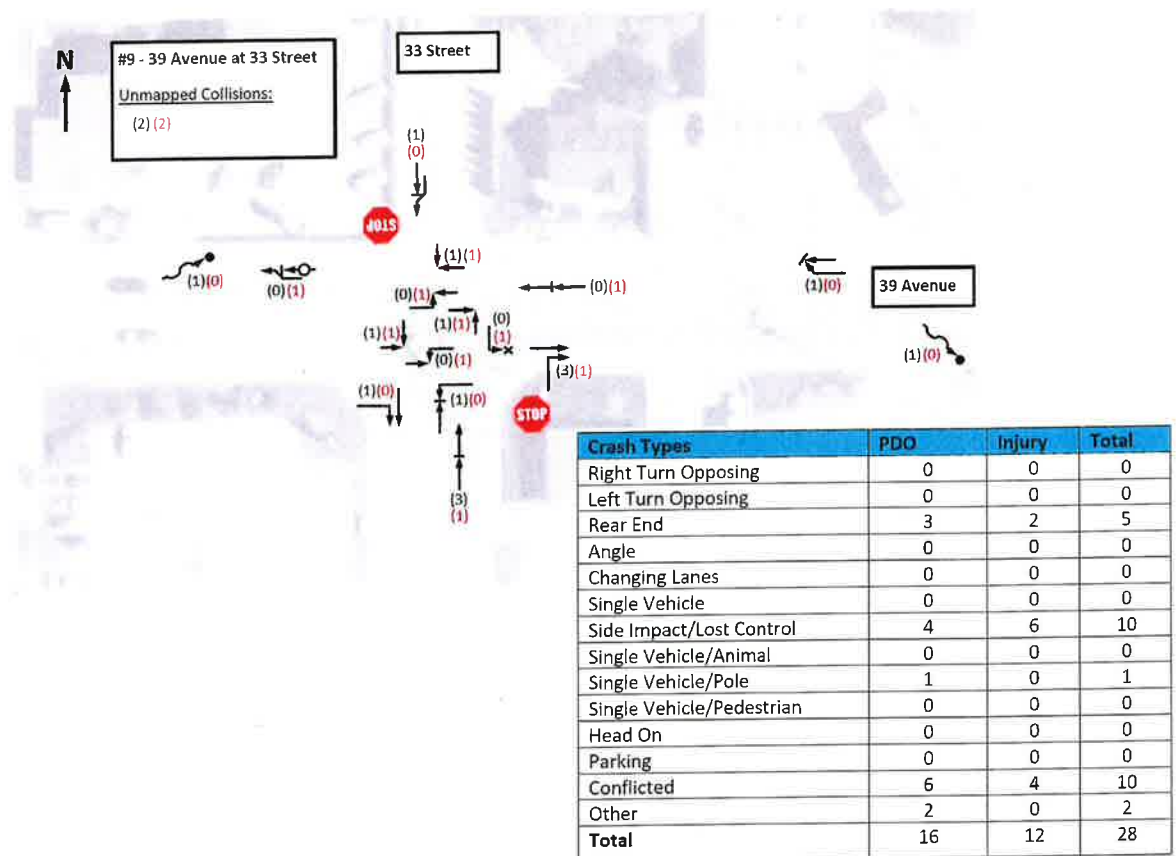 N
#9 - 39 Avenue at 33 Street
Unmapped Collisions:
(2)(2)
33 Street
(1)
(0)
STOP
(1)(1)
(1)(0)
(0)(1)
(0)(1)
(1)(0)
39 Avenue
(0)(1)
(1)(1)
(0)
(1)
(1)(1)
(0)(1)
(3)(1)
(1)(0)
(1)(0)
(1)(0)
STOP
(3)
(1)
Crash Types PDO Injury Total
Right Turn Opposing 0 0 0
Left Turn Opposing 0 0 0
Rear End 3 2 5
Angle 0 0 0
Changing Lanes 0 0 0
Single Vehicle 0 0 0
Side Impact/Lost Control 4 6 10
Single Vehicle/Animal 0 0 0
Single Vehicle/Pole 1 0 1
Single Vehicle/Pedestrian 0 0 0
Head On 0 0 0
Parking 0 0 0
Conflicted 6 4 10
Other 2 0 2
Total 16 12 28